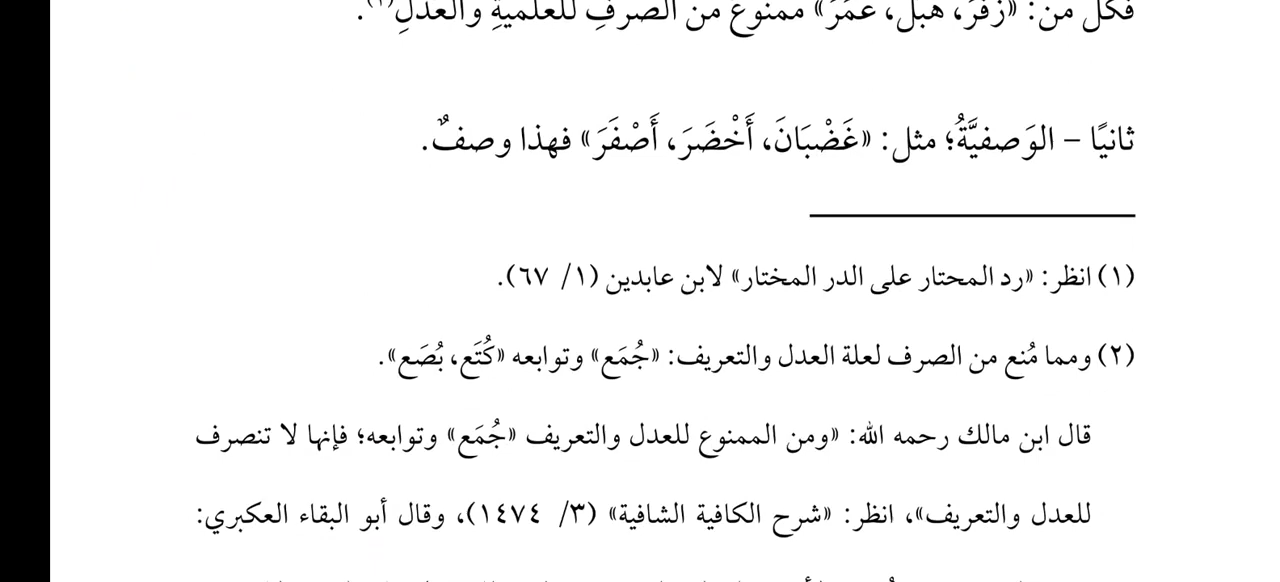 فكل من: «زُفَرَ، هُبَلَ، عُمَرَ» ممنوع من الصرفِ للعلميةِ والعدلِ(٢).
ثانيًا – الوَصفيَّةُ؛ مثل: «غَضْبَانَ، أَخْضَرَ، أَصْفَرَ» فهذا وصفٌ.
(١) انظر: «رد المحتار على الدر المختار» لابن عابدين (١/ ٦٧).
(٢) ومما مُنع من الصرف لعلة العدل والتعريف: «جُمَع» وتوابعه «كُتَع، بُصَع».
قال ابن مالك رحمه الله: «ومن الممنوع للعدل والتعريف «جُمَع» وتوابعه؛ فإنها لا تنصرف
للعدل والتعريف»، انظر: «شرح الكافية الشافية» (٣/ ١٤٧٤)، وقال أبو البقاء العكبري: